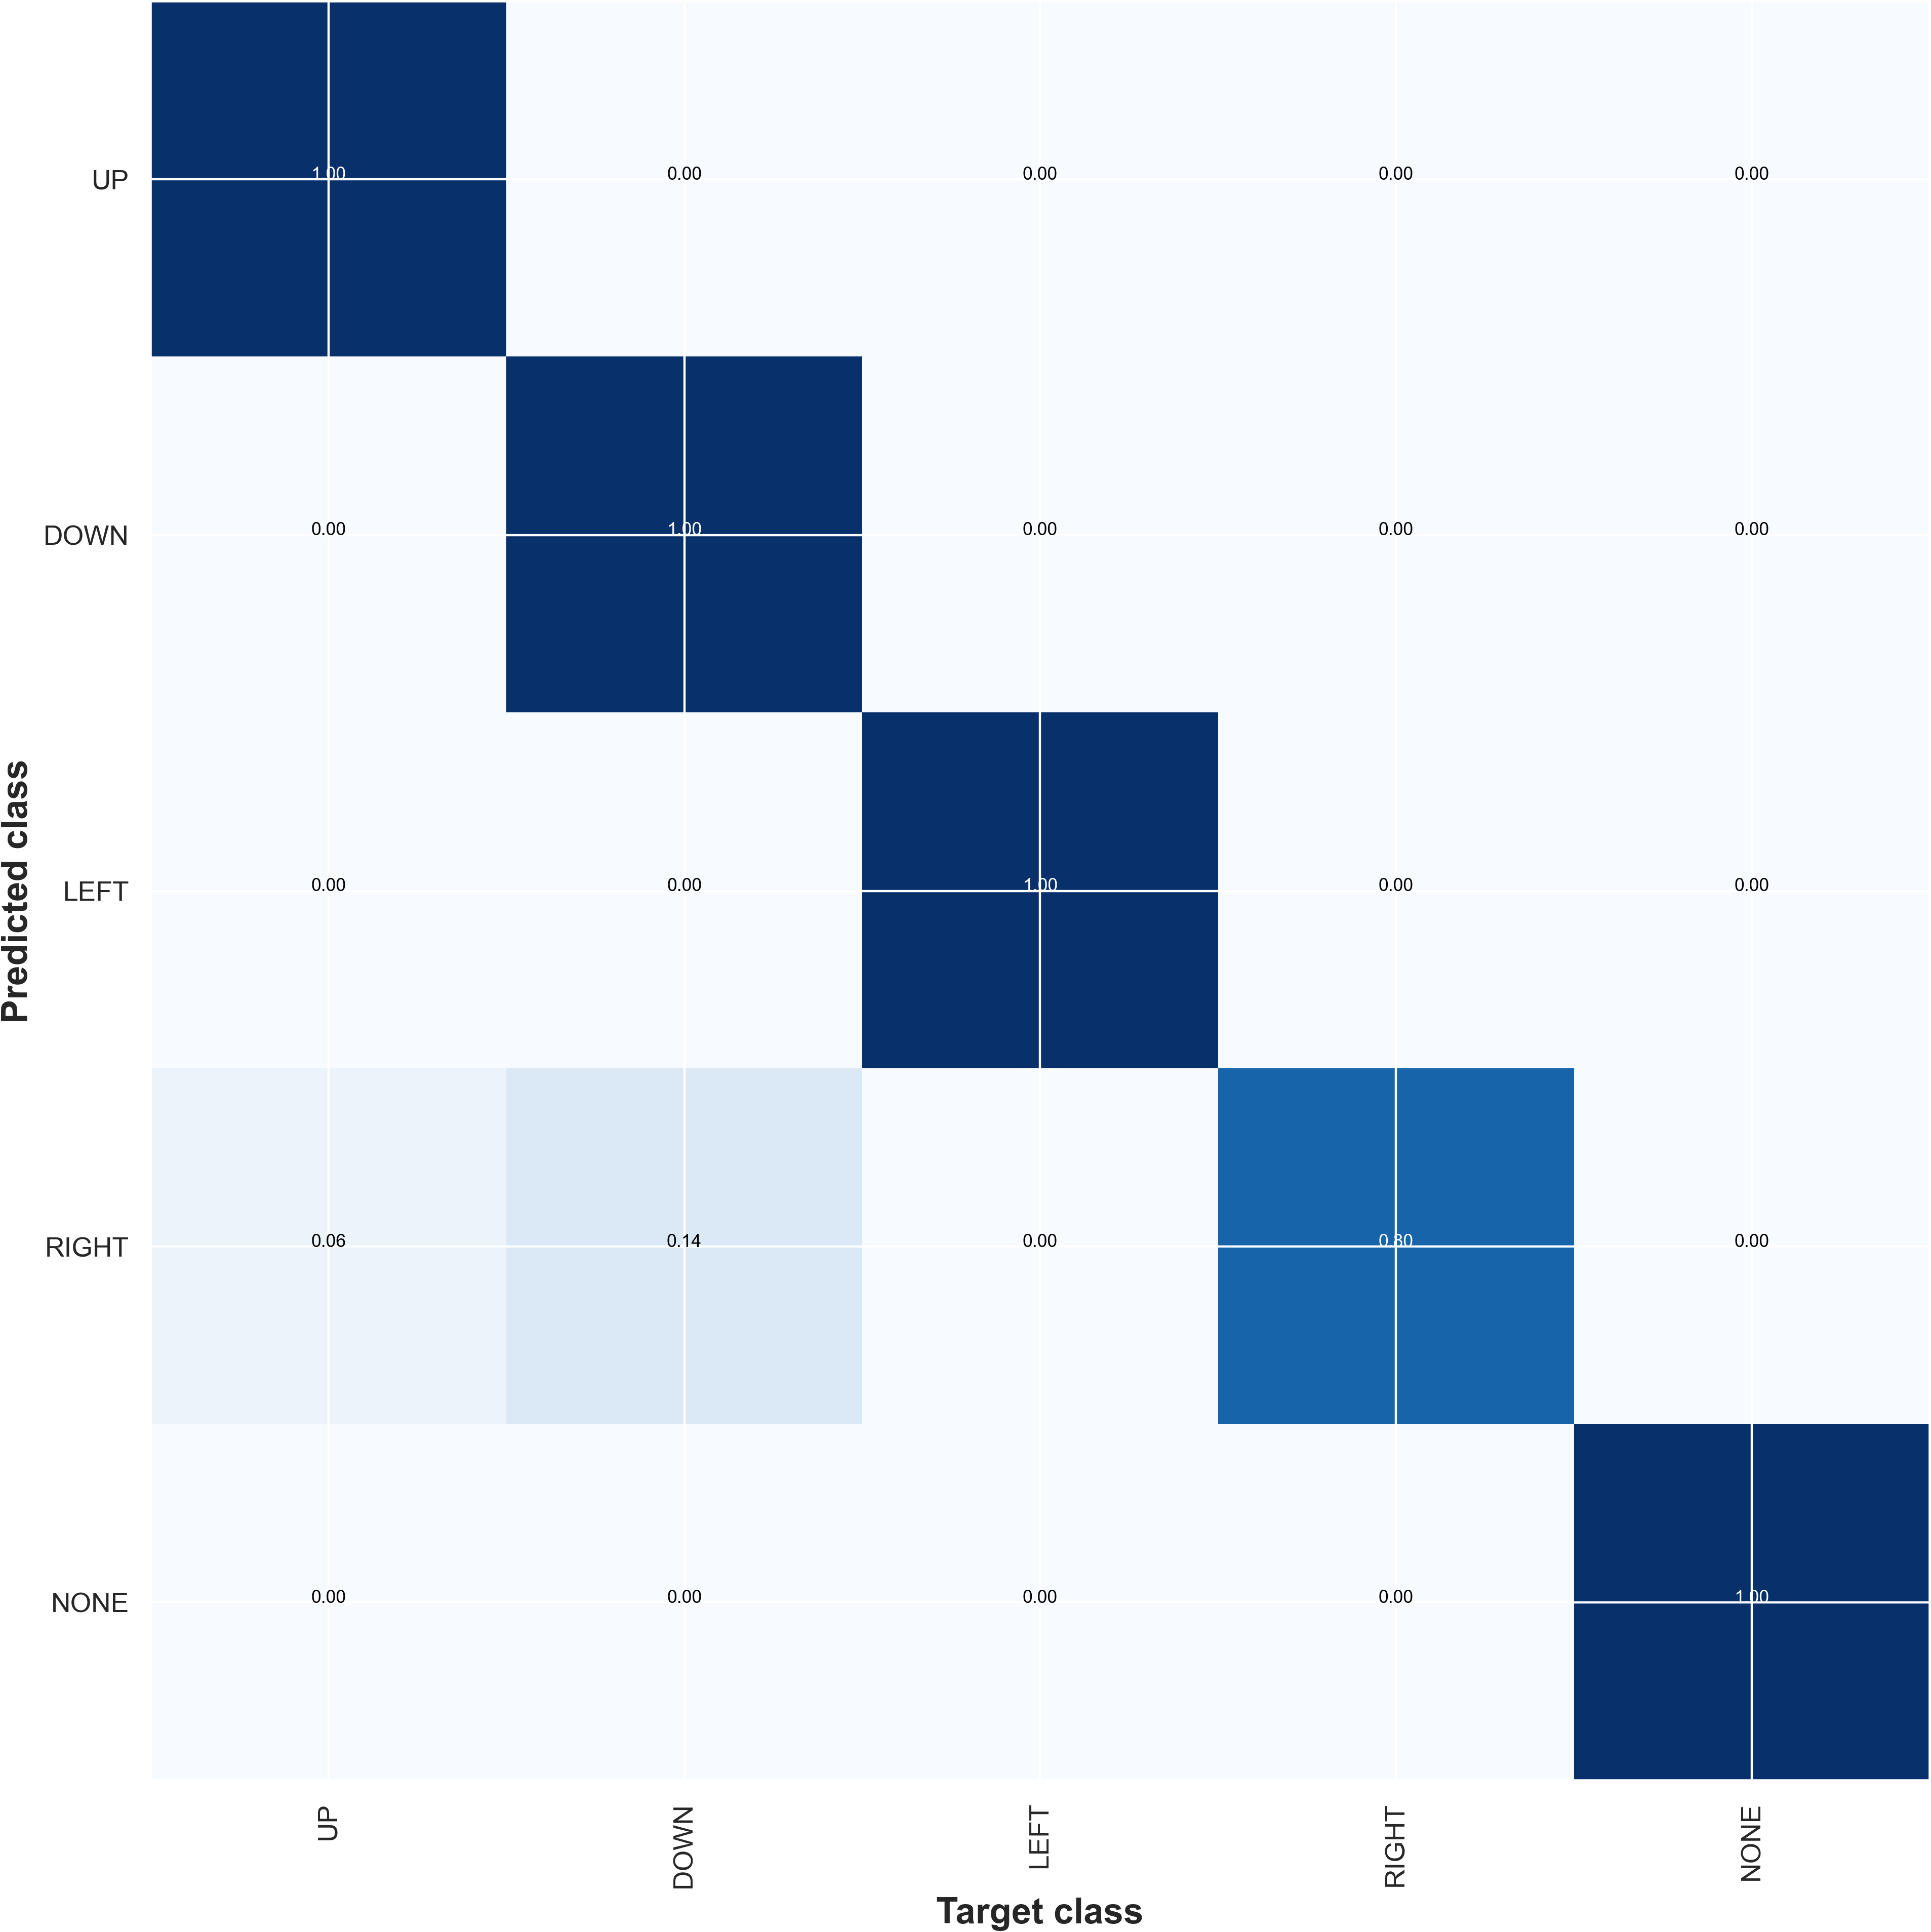 UP 1.00 0.00 0.00 0.00 0.00
DOWN 0.00 1.00 0.00 0.00 0.00
LEFT 0.00 0.00 1.00 0.00 0.00
RIGHT 0.06 0.14 0.00 0.80 0.00
NONE 0.00 0.00 0.00 0.00 1.00
Predicted class
UP DOWN LEFT RIGHT NONE
Target class